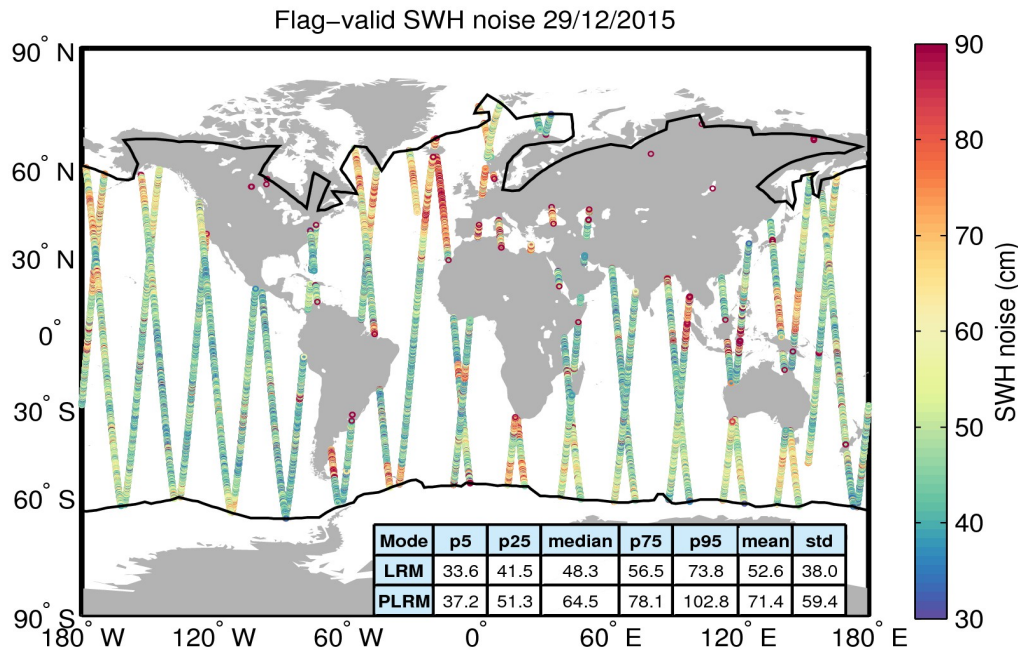 Flag−valid SWH noise 29/12/2015
90° N
60° N
30° N
0°
30° S
60° S
90° S
180° W
120° W
60° W
0°
60° E
120° E
180° E
Mode p5 p25 median p75 p95 mean std
LRM 33.6 41.5 48.3 56.5 73.8 52.6 38.0
PLRM 37.2 51.3 64.5 78.1 102.8 71.4 59.4
90
80
70
60
50
40
30
SWH noise (cm)